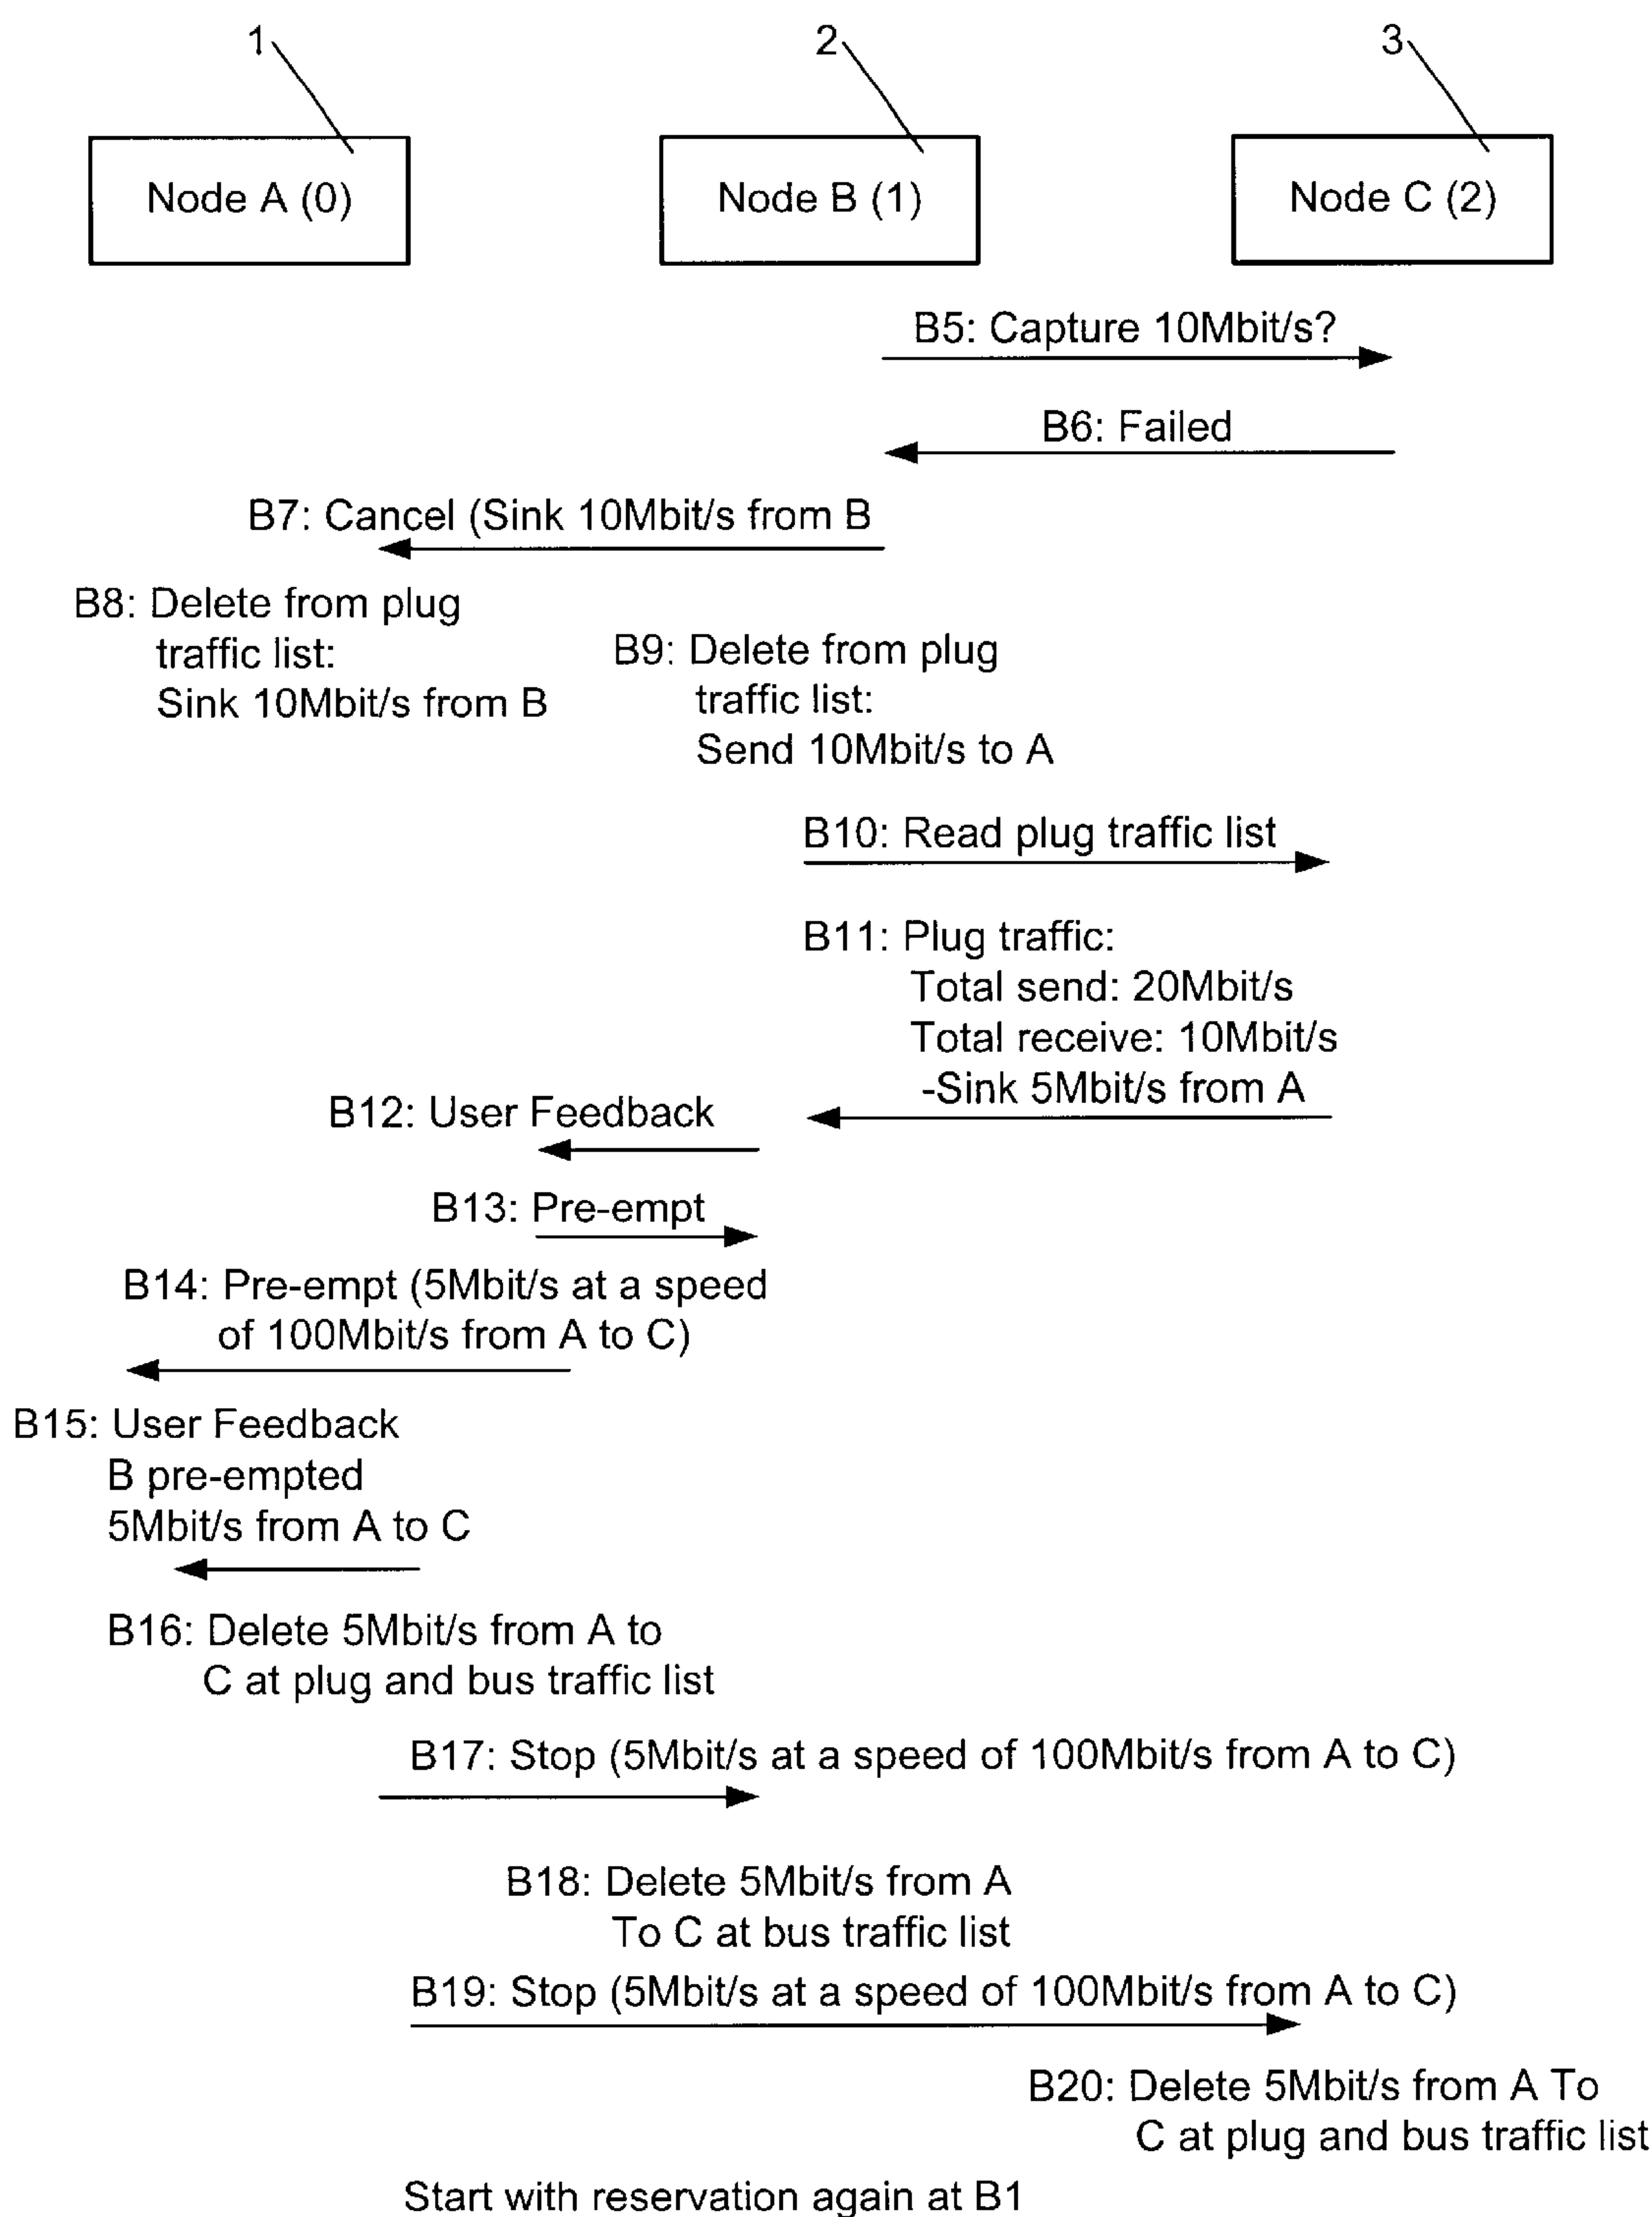 1
2
3
Node A (0)
Node B (1)
Node C (2)
B5: Capture 10Mbit/s?
B6: Failed
B7: Cancel (Sink 10Mbit/s from B
B8: Delete from plug
traffic list:
Sink 10Mbit/s from B
B9: Delete from plug
traffic list:
Send 10Mbit/s to A
B10: Read plug traffic list
B11: Plug traffic:
Total send: 20Mbit/s
Total receive: 10Mbit/s
-Sink 5Mbit/s from A
B12: User Feedback
B13: Pre-empt
B14: Pre-empt (5Mbit/s at a speed
of 100Mbit/s from A to C)
B15: User Feedback
B pre-empted
5Mbit/s from A to C
B16: Delete 5Mbit/s from A to
C at plug and bus traffic list
B17: Stop (5Mbit/s at a speed of 100Mbit/s from A to C)
B18: Delete 5Mbit/s from A
To C at bus traffic list
B19: Stop (5Mbit/s at a speed of 100Mbit/s from A to C)
B20: Delete 5Mbit/s from A To
C at plug and bus traffic list
Start with reservation again at B1